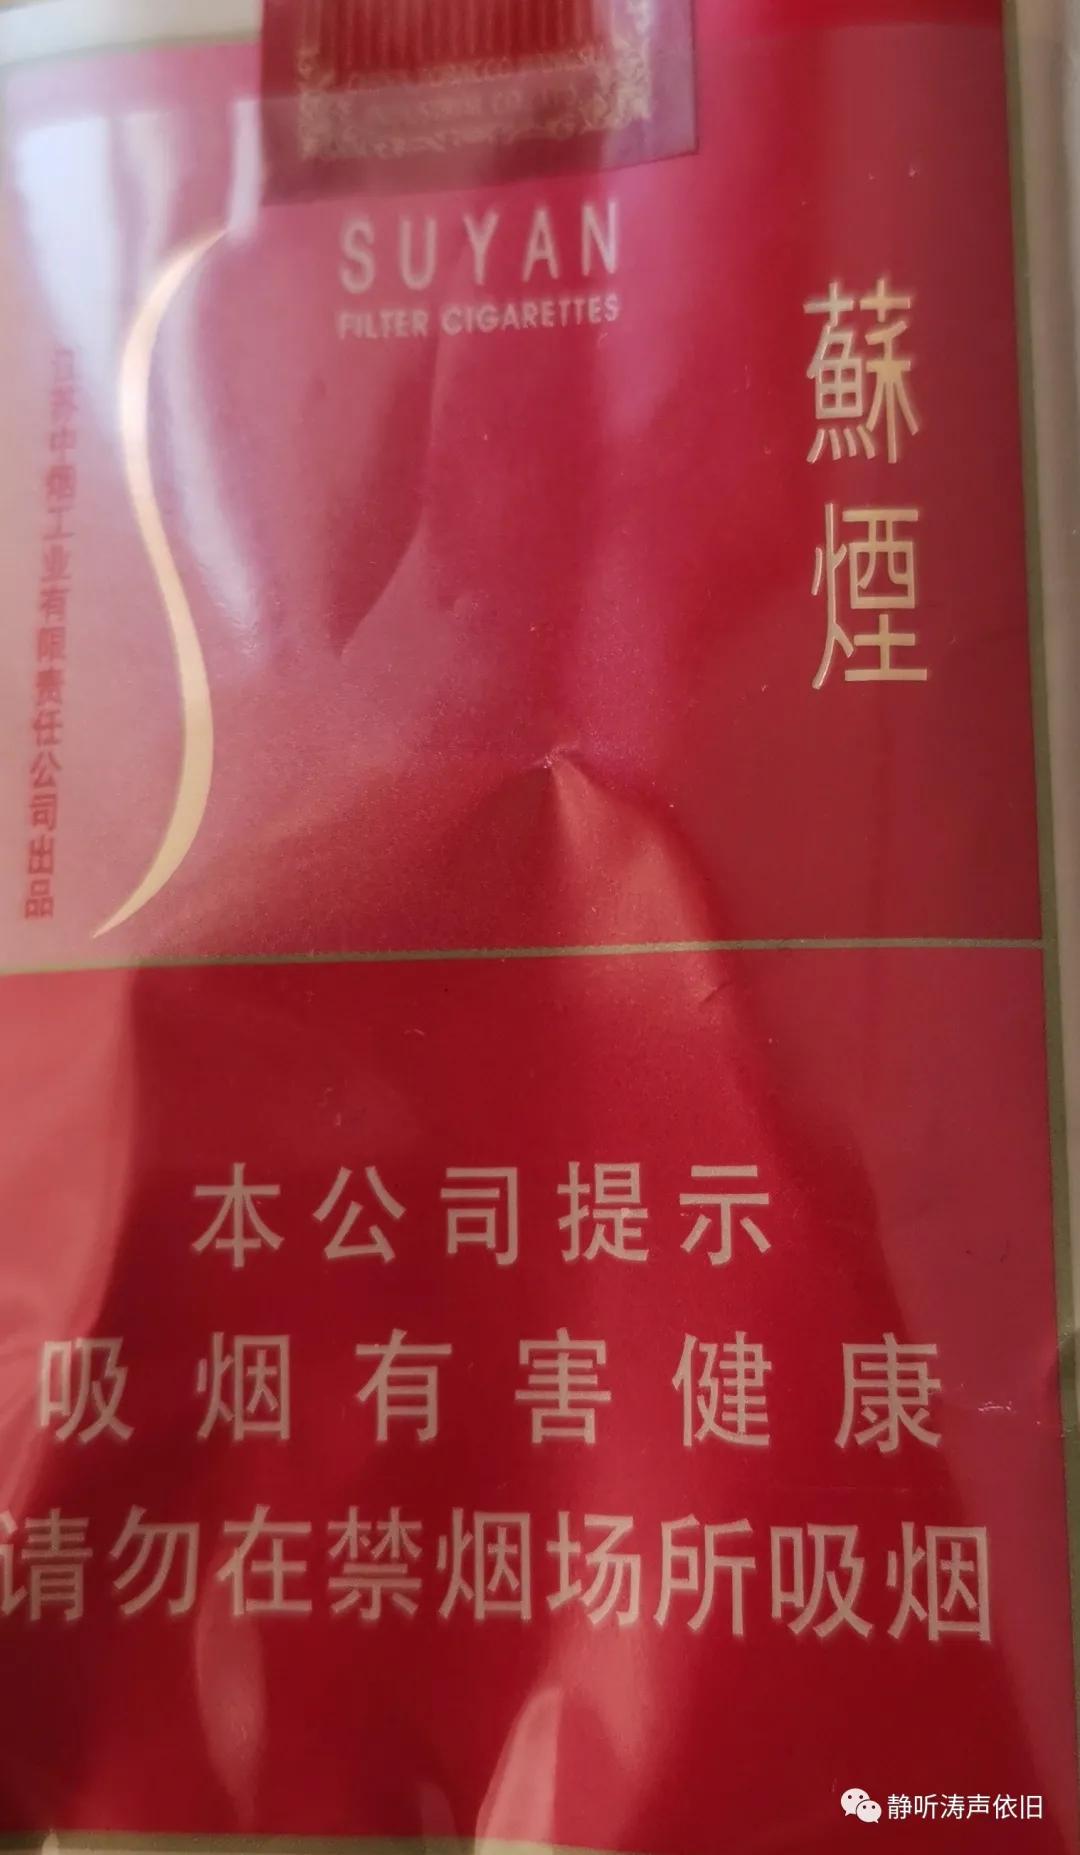 SUYAN
FILTER CIGARETTES
蘇煙
江苏中烟工业有限责任公司出品
本公司提示
吸烟有害健康
请勿在禁烟场所吸烟
静听涛声依旧